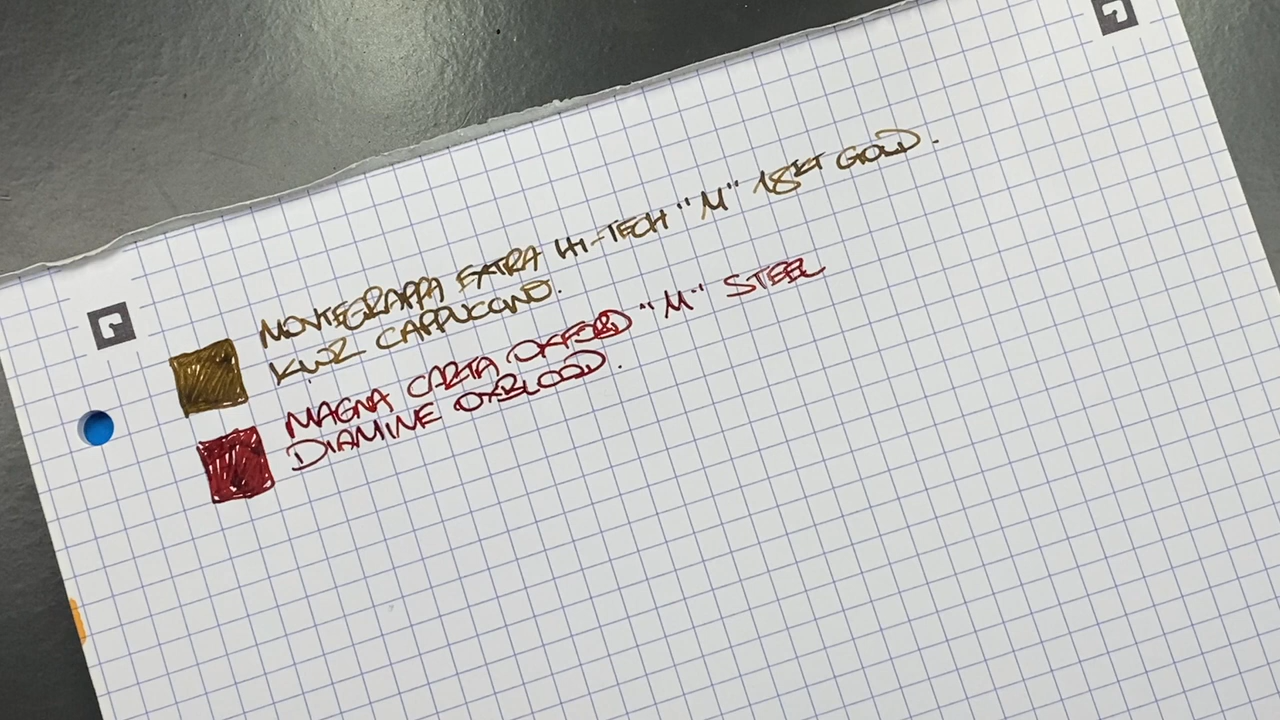 MONTEGRAPPA EXTRA HI-TECH "M" 18KT GOLD.
KWZ CAPPUCCINO.
MAGNA CARTA OXFORD "M" STEEL
DIAMINE OXBLOOD.